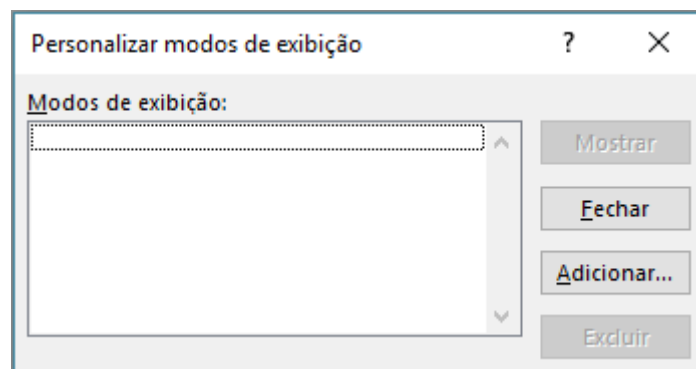 Personalizar modos de exibição ?
Modos de exibição:
Mostrar
Fechar
Adicionar...
Excluir